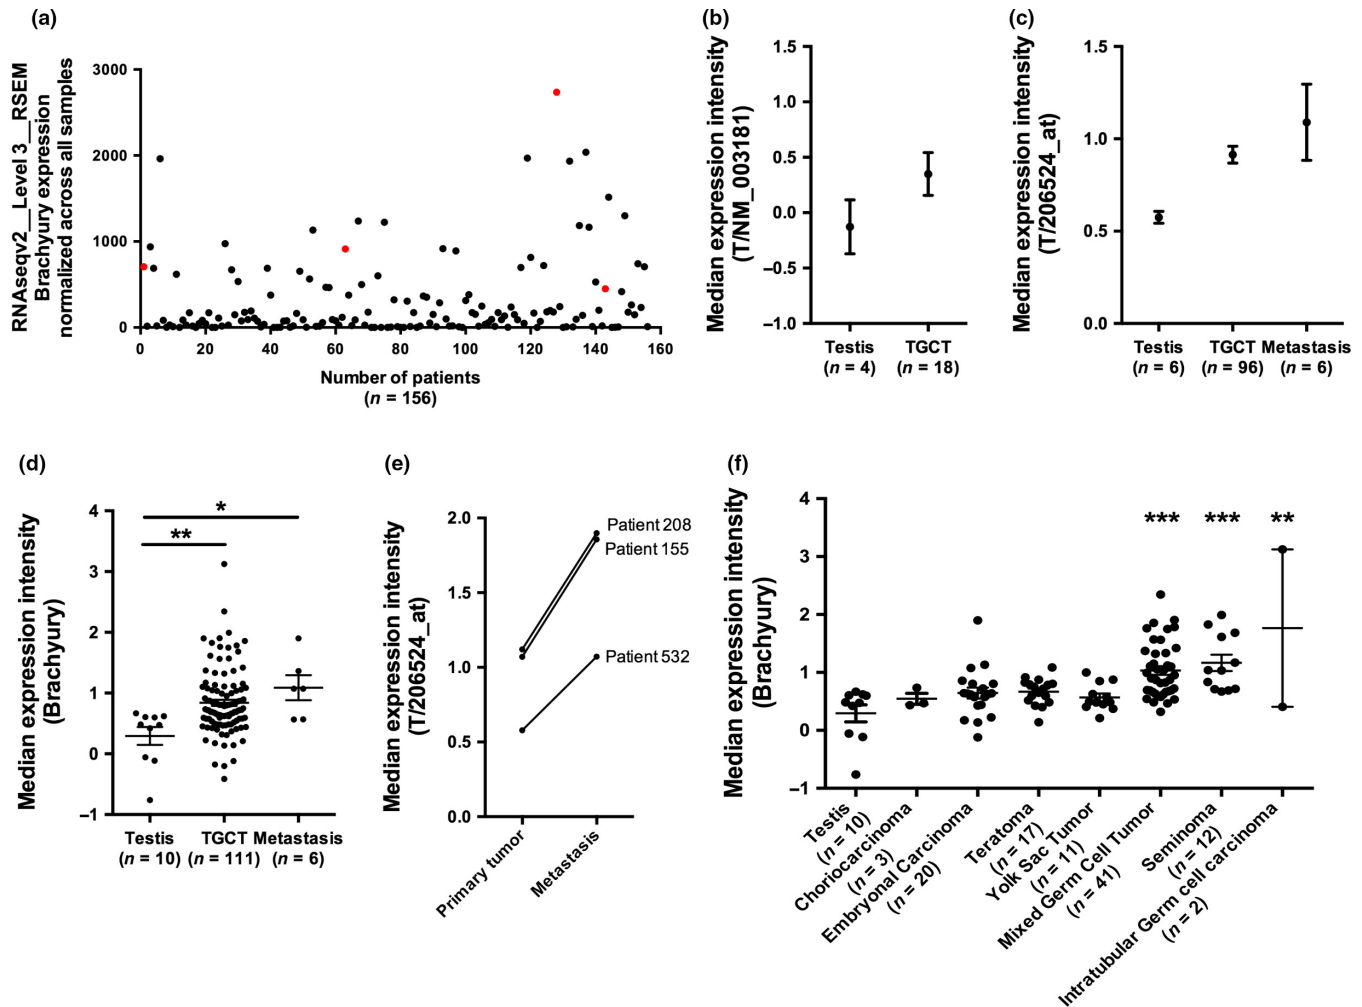 (a)
RNAseqv2__Level 3__RSEM
Brachyury expression
normalized across all samples
3000
2000
1000
0
0 20 40 60 80 100 120 140 160
Number of patients
(n = 156)
(b)
Median expression intensity
(T/NM_003181)
1.5
1.0
0.5
0.0
–0.5
–1.0
Testis TGCT
(n = 4) (n = 18)
(c)
Median expression intensity
(T/206524_at)
1.5
1.0
0.5
0.0
Testis TGCT Metastasis
(n = 6) (n = 96) (n = 6)
(d)
Median expression intensity
(Brachyury)
4
3
2
1
0
–1
*
**
Testis TGCT Metastasis
(n = 10) (n = 111) (n = 6)
(e)
Median expression intensity
(T/206524_at)
2.0
1.5
1.0
0.5
0.0
Patient 208
Patient 155
Patient 532
Primary tumor
Metastasis
(f)
Median expression intensity
(Brachyury)
4
3
2
1
0
–1
*** *** **
Testis
(n = 10)
Choriocarcinoma
(n = 3)
Embryonal Carcinoma
(n = 20)
Teratoma
(n = 17)
Yolk Sac Tumor
(n = 11)
Mixed Germ Cell Tumor
(n = 41)
Seminoma
(n = 12)
Intratubular Germ cell carcinoma
(n = 2)